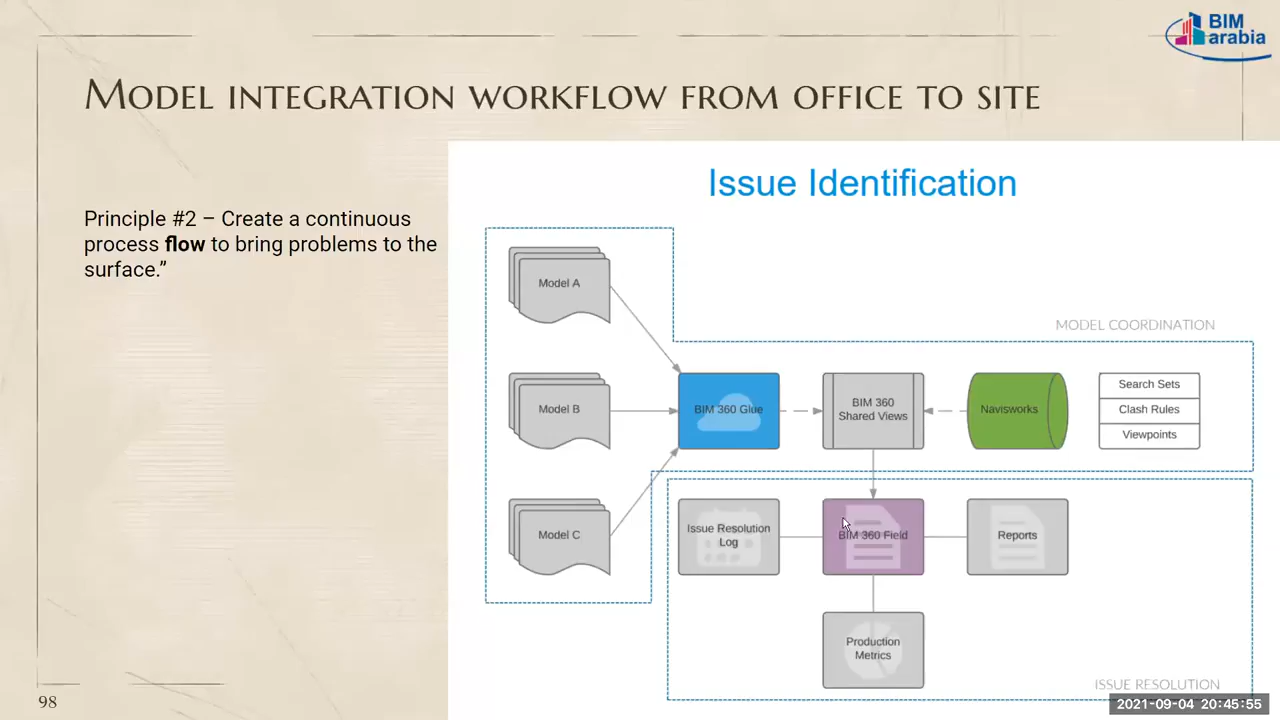 BIM
arabia
Model integration workflow from office to site
Issue Identification
Principle #2 – Create a continuous
process flow to bring problems to the
surface.”
Model A
MODEL COORDINATION
Model B
BIM 360 Glue
BIM 360
Shared Views
Navisworks
Search Sets
Clash Rules
Viewpoints
Model C
Issue Resolution
Log
BIM 360 Field
Reports
Production
Metrics
ISSUE RESOLUTION
98
2021-09-04 20:45:55